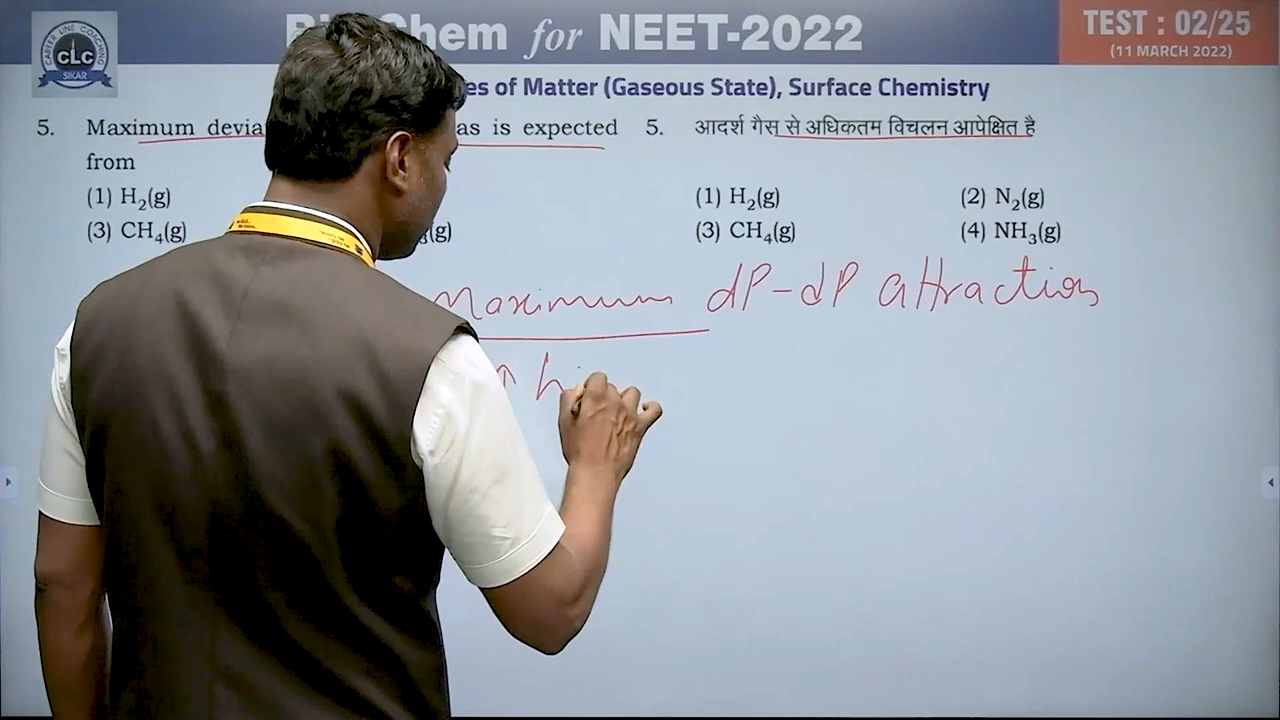 CAREER LINE COACHING
CLC
SIKAR
Chem for NEET-2022
TEST : 02/25
(11 MARCH 2022)
of Matter (Gaseous State), Surface Chemistry
5. Maximum as is expected
from
(1) H₂(g)
(3) CH₄(g) (g)
5. आदर्श गैस से अधिकतम विचलन आपेक्षित है
(1) H₂(g) (2) N₂(g)
(3) CH₄(g) (4) NH₃(g)
Maximum dP-dP attraction